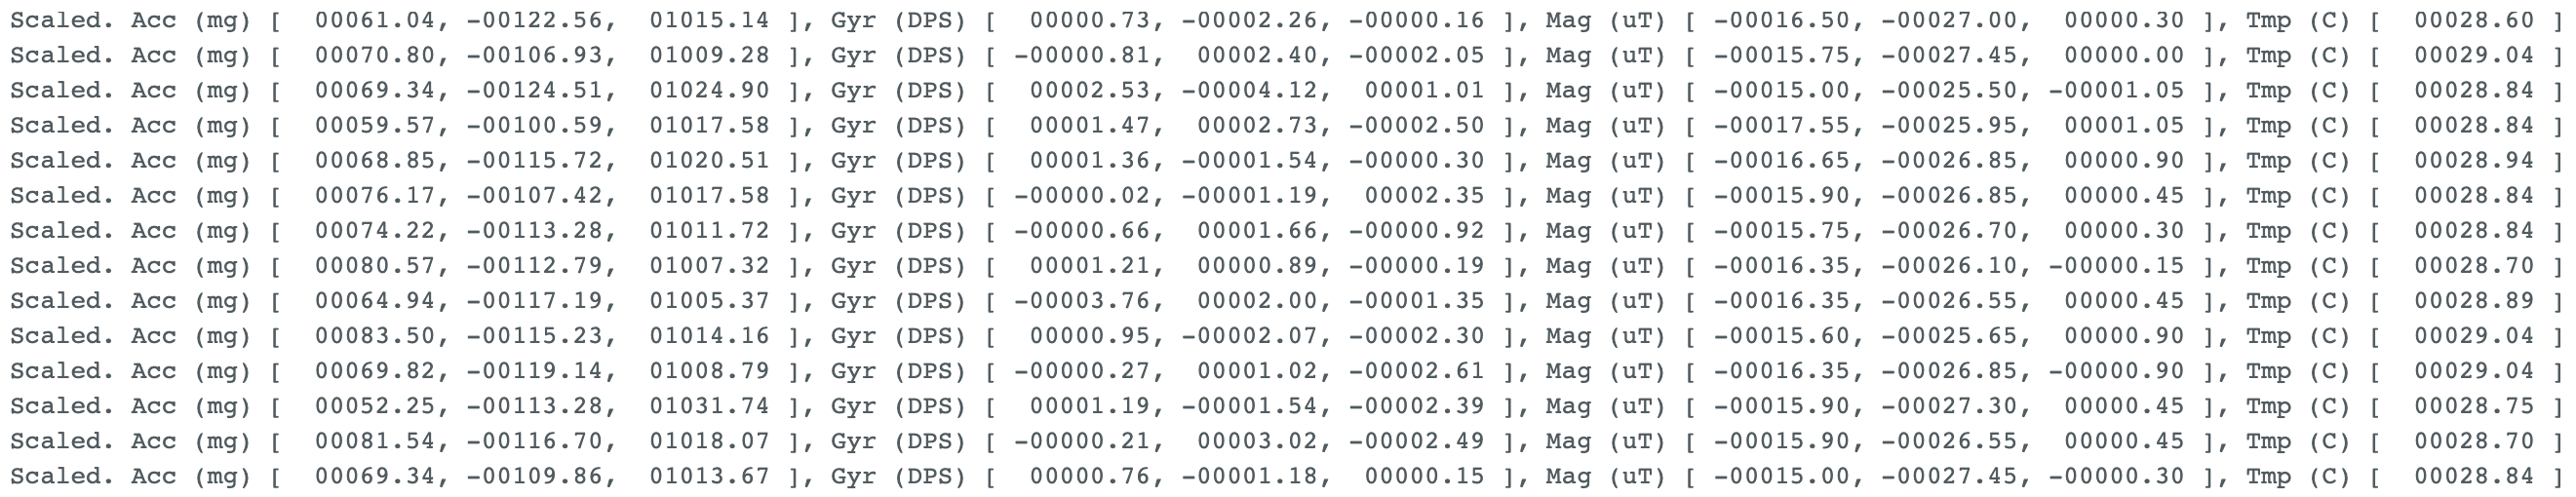 Scaled. Acc (mg) [  00061.04, -00122.56,  01015.14 ], Gyr (DPS) [  00000.73, -00002.26, -00000.16 ], Mag (uT) [ -00016.50, -00027.00,  00000.30 ], Tmp (C) [  00028.60 ]
Scaled. Acc (mg) [  00070.80, -00106.93,  01009.28 ], Gyr (DPS) [ -00000.81,  00002.40, -00002.05 ], Mag (uT) [ -00015.75, -00027.45,  00000.00 ], Tmp (C) [  00029.04 ]
Scaled. Acc (mg) [  00069.34, -00124.51,  01024.90 ], Gyr (DPS) [  00002.53, -00004.12,  00001.01 ], Mag (uT) [ -00015.00, -00025.50, -00001.05 ], Tmp (C) [  00028.84 ]
Scaled. Acc (mg) [  00059.57, -00100.59,  01017.58 ], Gyr (DPS) [  00001.47,  00002.73, -00002.50 ], Mag (uT) [ -00017.55, -00025.95,  00001.05 ], Tmp (C) [  00028.84 ]
Scaled. Acc (mg) [  00068.85, -00115.72,  01020.51 ], Gyr (DPS) [  00001.36, -00001.54, -00000.30 ], Mag (uT) [ -00016.65, -00026.85,  00000.90 ], Tmp (C) [  00028.94 ]
Scaled. Acc (mg) [  00076.17, -00107.42,  01017.58 ], Gyr (DPS) [ -00000.02, -00001.19,  00002.35 ], Mag (uT) [ -00015.90, -00026.85,  00000.45 ], Tmp (C) [  00028.84 ]
Scaled. Acc (mg) [  00074.22, -00113.28,  01011.72 ], Gyr (DPS) [ -00000.66,  00001.66, -00000.92 ], Mag (uT) [ -00015.75, -00026.70,  00000.30 ], Tmp (C) [  00028.84 ]
Scaled. Acc (mg) [  00080.57, -00112.79,  01007.32 ], Gyr (DPS) [  00001.21,  00000.89, -00000.19 ], Mag (uT) [ -00016.35, -00026.10, -00000.15 ], Tmp (C) [  00028.70 ]
Scaled. Acc (mg) [  00064.94, -00117.19,  01005.37 ], Gyr (DPS) [ -00003.76,  00002.00, -00001.35 ], Mag (uT) [ -00016.35, -00026.55,  00000.45 ], Tmp (C) [  00028.89 ]
Scaled. Acc (mg) [  00083.50, -00115.23,  01014.16 ], Gyr (DPS) [  00000.95, -00002.07, -00002.30 ], Mag (uT) [ -00015.60, -00025.65,  00000.90 ], Tmp (C) [  00029.04 ]
Scaled. Acc (mg) [  00069.82, -00119.14,  01008.79 ], Gyr (DPS) [ -00000.27,  00001.02, -00002.61 ], Mag (uT) [ -00016.35, -00026.85, -00000.90 ], Tmp (C) [  00029.04 ]
Scaled. Acc (mg) [  00052.25, -00113.28,  01031.74 ], Gyr (DPS) [  00001.19, -00001.54, -00002.39 ], Mag (uT) [ -00015.90, -00027.30,  00000.45 ], Tmp (C) [  00028.75 ]
Scaled. Acc (mg) [  00081.54, -00116.70,  01018.07 ], Gyr (DPS) [ -00000.21,  00003.02, -00002.49 ], Mag (uT) [ -00015.90, -00026.55,  00000.45 ], Tmp (C) [  00028.70 ]
Scaled. Acc (mg) [  00069.34, -00109.86,  01013.67 ], Gyr (DPS) [  00000.76, -00001.18,  00000.15 ], Mag (uT) [ -00015.00, -00027.45, -00000.30 ], Tmp (C) [  00028.84 ]